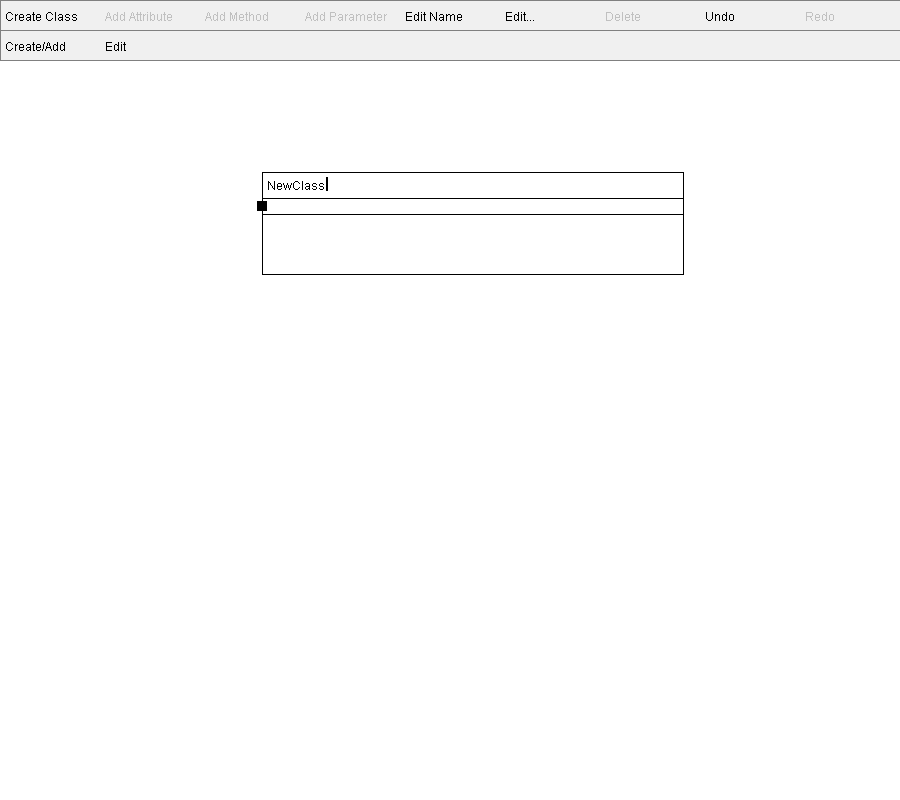 Create Class Add Attribute Add Method Add Parameter Edit Name Edit... Delete Undo Redo
Create/Add Edit
NewClass